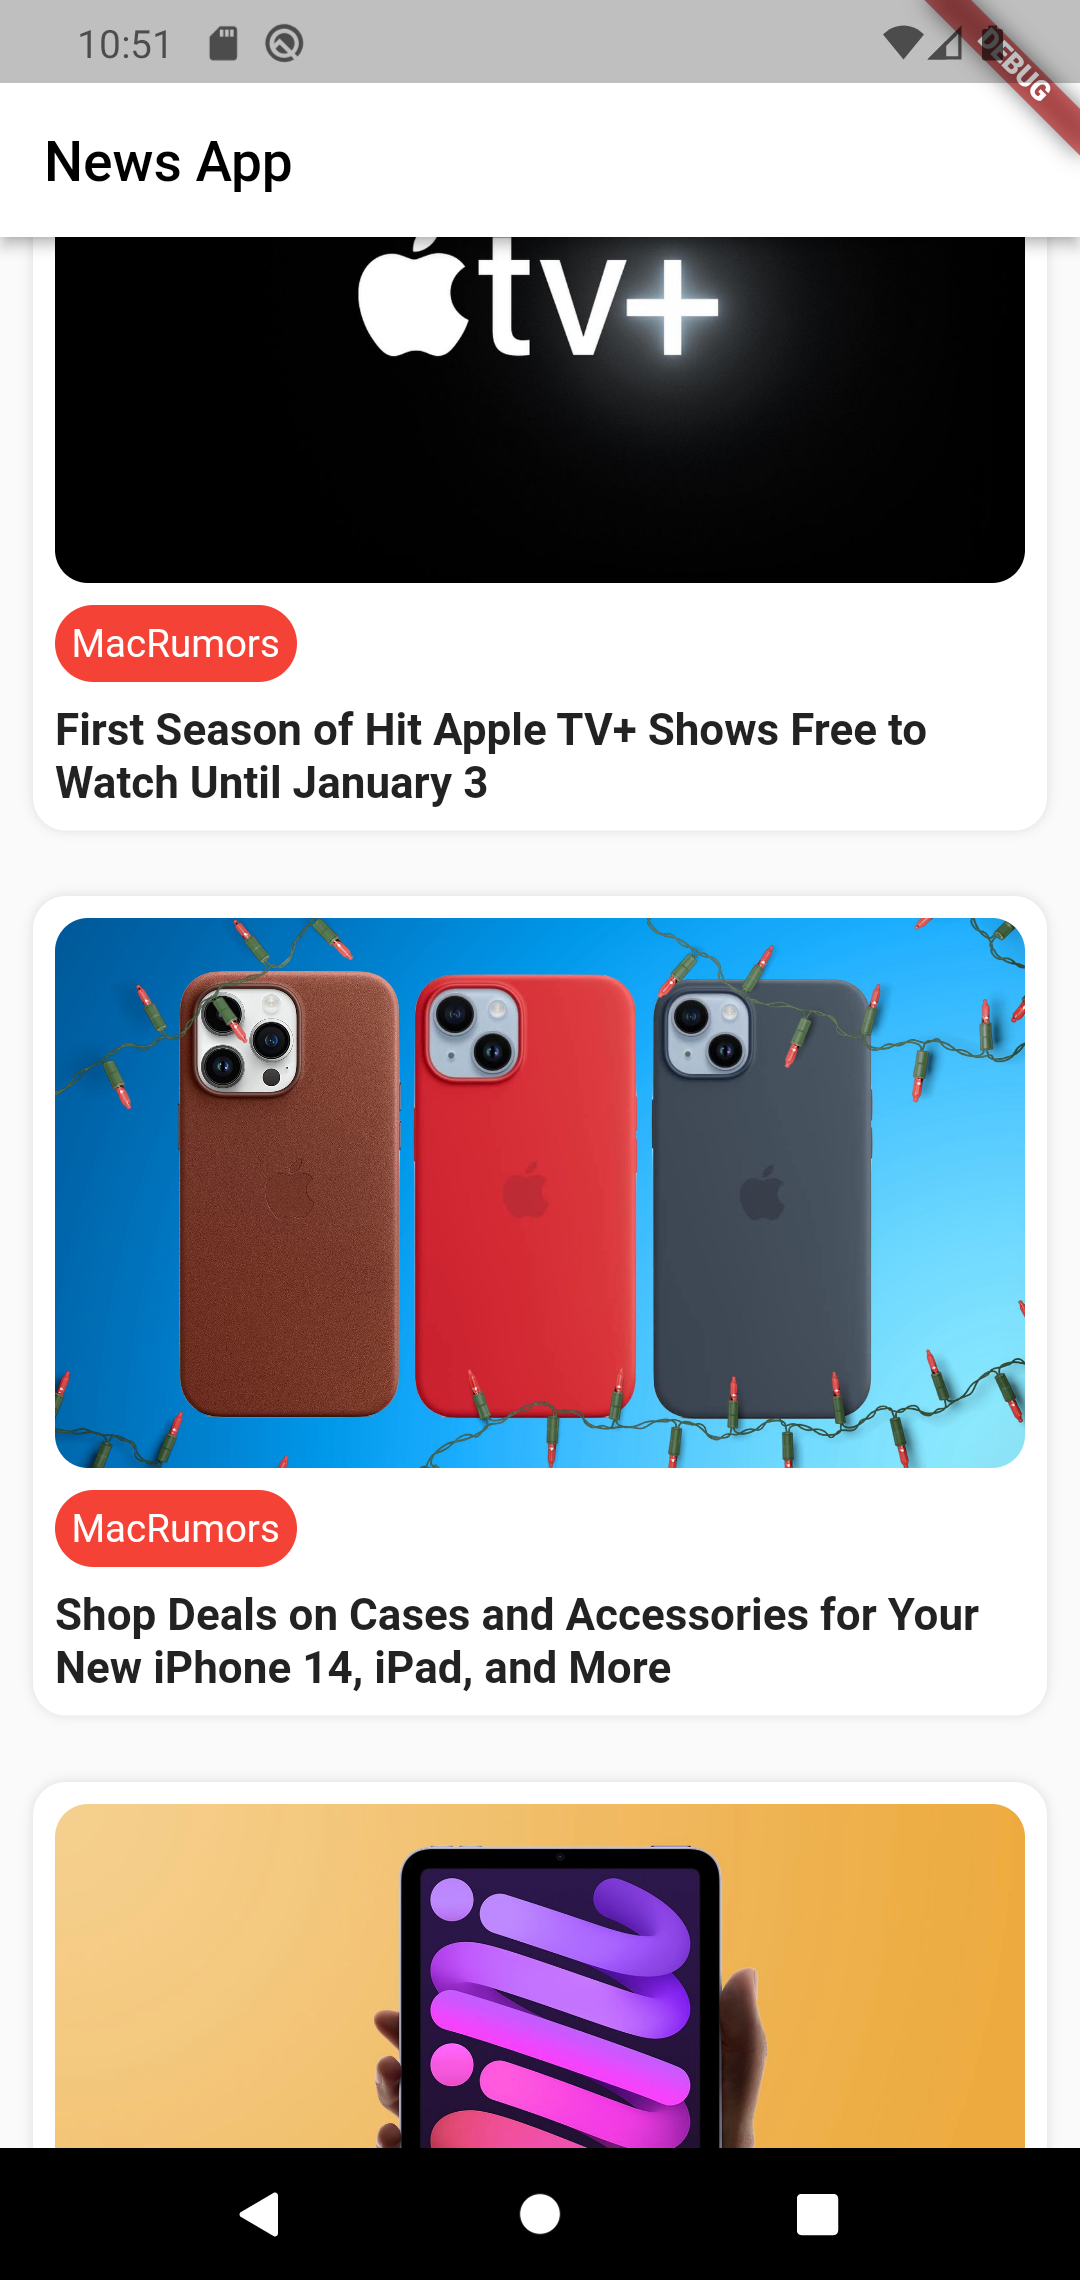 10:51
DEBUG
News App
tv+
MacRumors
First Season of Hit Apple TV+ Shows Free to
Watch Until January 3
MacRumors
Shop Deals on Cases and Accessories for Your
New iPhone 14, iPad, and More